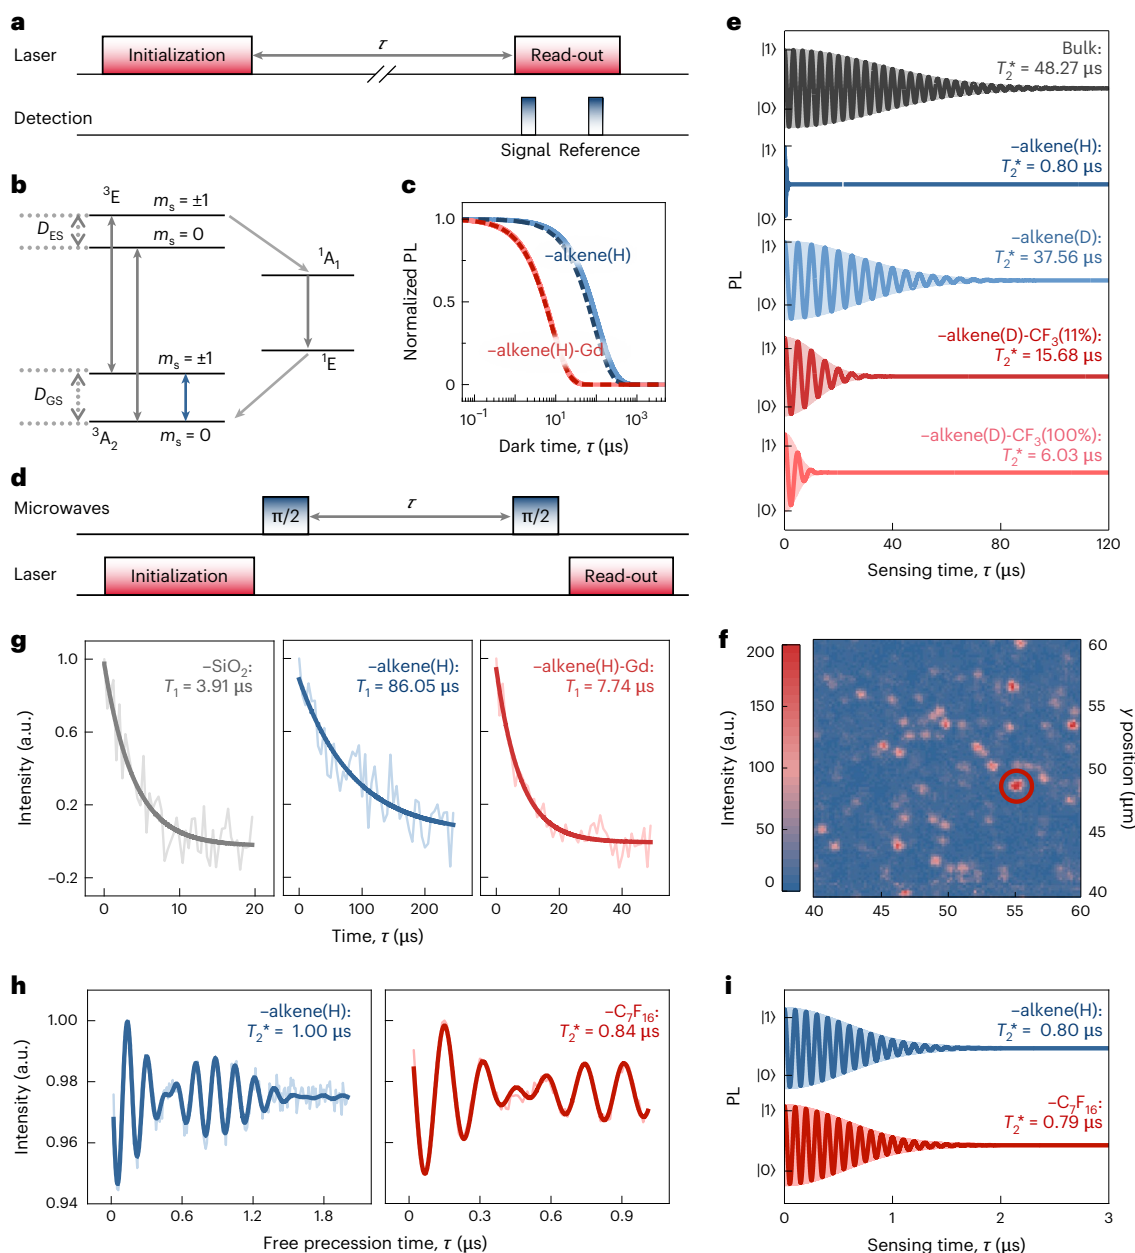 a
Laser
Initialization
τ
Read-out
Detection
Signal Reference
b
³E
mₛ = ±1
D_ES
mₛ = 0
¹A₁
¹E
mₛ = ±1
D_GS
³A₂
mₛ = 0
c
Normalized PL
1.0
0.5
0
–alkene(H)
–alkene(H)-Gd
10⁻¹ 10¹ 10³
Dark time, τ (µs)
d
Microwaves
π/2
τ
π/2
Laser
Initialization
Read-out
e
PL
|1⟩
|0⟩
Bulk:
T₂* = 48.27 µs
|1⟩
|0⟩
–alkene(H):
T₂* = 0.80 µs
|1⟩
|0⟩
–alkene(D):
T₂* = 37.56 µs
|1⟩
|0⟩
–alkene(D)-CF₃(11%):
T₂* = 15.68 µs
|1⟩
|0⟩
–alkene(D)-CF₃(100%):
T₂* = 6.03 µs
0 40 80 120
Sensing time, τ (µs)
g
Intensity (a.u.)
1.0
0.6
0.2
–0.2
–SiO₂:
T₁ = 3.91 µs
0 10 20
–alkene(H):
T₁ = 86.05 µs
0 100 200
–alkene(H)-Gd:
T₁ = 7.74 µs
0 20 40
Time, τ (µs)
f
Intensity (a.u.)
200
150
100
50
0
60
55
50
45
40
y position (µm)
40 45 50 55 60
h
Intensity (a.u.)
1.00
0.98
0.96
0.94
–alkene(H):
T₂* = 1.00 µs
0 0.6 1.2 1.8
–C₇F₁₆:
T₂* = 0.84 µs
0 0.3 0.6 0.9
Free precession time, τ (µs)
i
PL
|1⟩
|0⟩
–alkene(H):
T₂* = 0.80 µs
|1⟩
|0⟩
–C₇F₁₆:
T₂* = 0.79 µs
0 1 2 3
Sensing time, τ (µs)